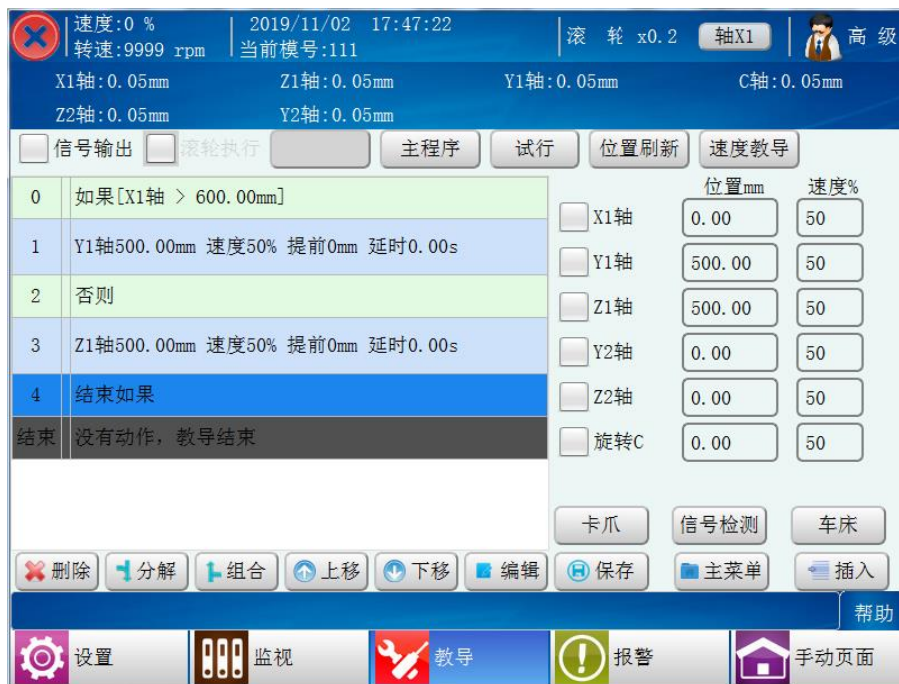 速度:0 % 2019/11/02 17:47:22 滚 轮 x0.2 轴X1 高 级
转速:9999 rpm 当前模号:111
X1轴:0.05mm Z1轴:0.05mm Y1轴:0.05mm C轴:0.05mm
Z2轴:0.05mm Y2轴:0.05mm
信号输出 滚轮执行 主程序 试行 位置刷新 速度教导
位置mm 速度%
0 如果[X1轴 > 600.00mm]
X1轴 0.00 50
1 Y1轴500.00mm 速度50% 提前0mm 延时0.00s
Y1轴 500.00 50
2 否则
Z1轴 500.00 50
3 Z1轴500.00mm 速度50% 提前0mm 延时0.00s
Y2轴 0.00 50
4 结束如果
Z2轴 0.00 50
结束 没有动作，教导结束
旋转C 0.00 50
卡爪 信号检测 车床
删除 分解 组合 上移 下移 编辑 保存 主菜单 插入
帮助
设置 监视 教导 报警 手动页面